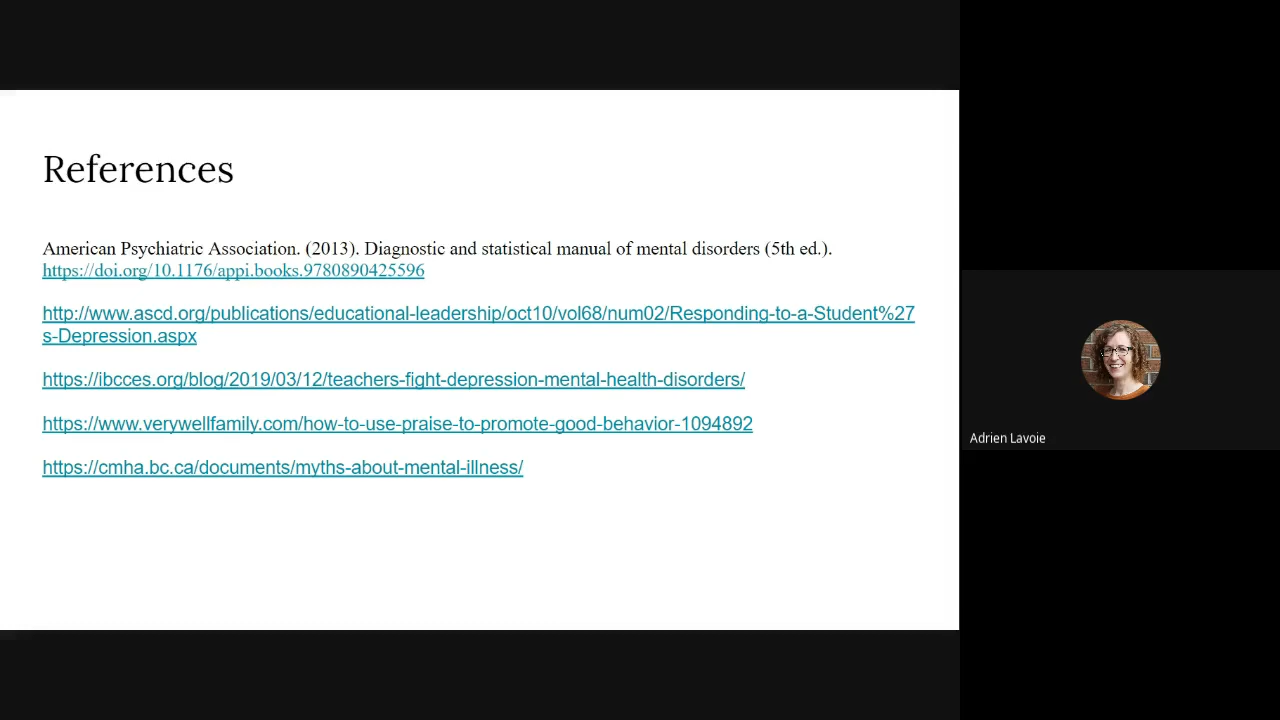 References
American Psychiatric Association. (2013). Diagnostic and statistical manual of mental disorders (5th ed.).
https://doi.org/10.1176/appi.books.9780890425596
http://www.ascd.org/publications/educational-leadership/oct10/vol68/num02/Responding-to-a-Student%27
s-Depression.aspx
https://ibcces.org/blog/2019/03/12/teachers-fight-depression-mental-health-disorders/
https://www.verywellfamily.com/how-to-use-praise-to-promote-good-behavior-1094892
https://cmha.bc.ca/documents/myths-about-mental-illness/
Adrien Lavoie